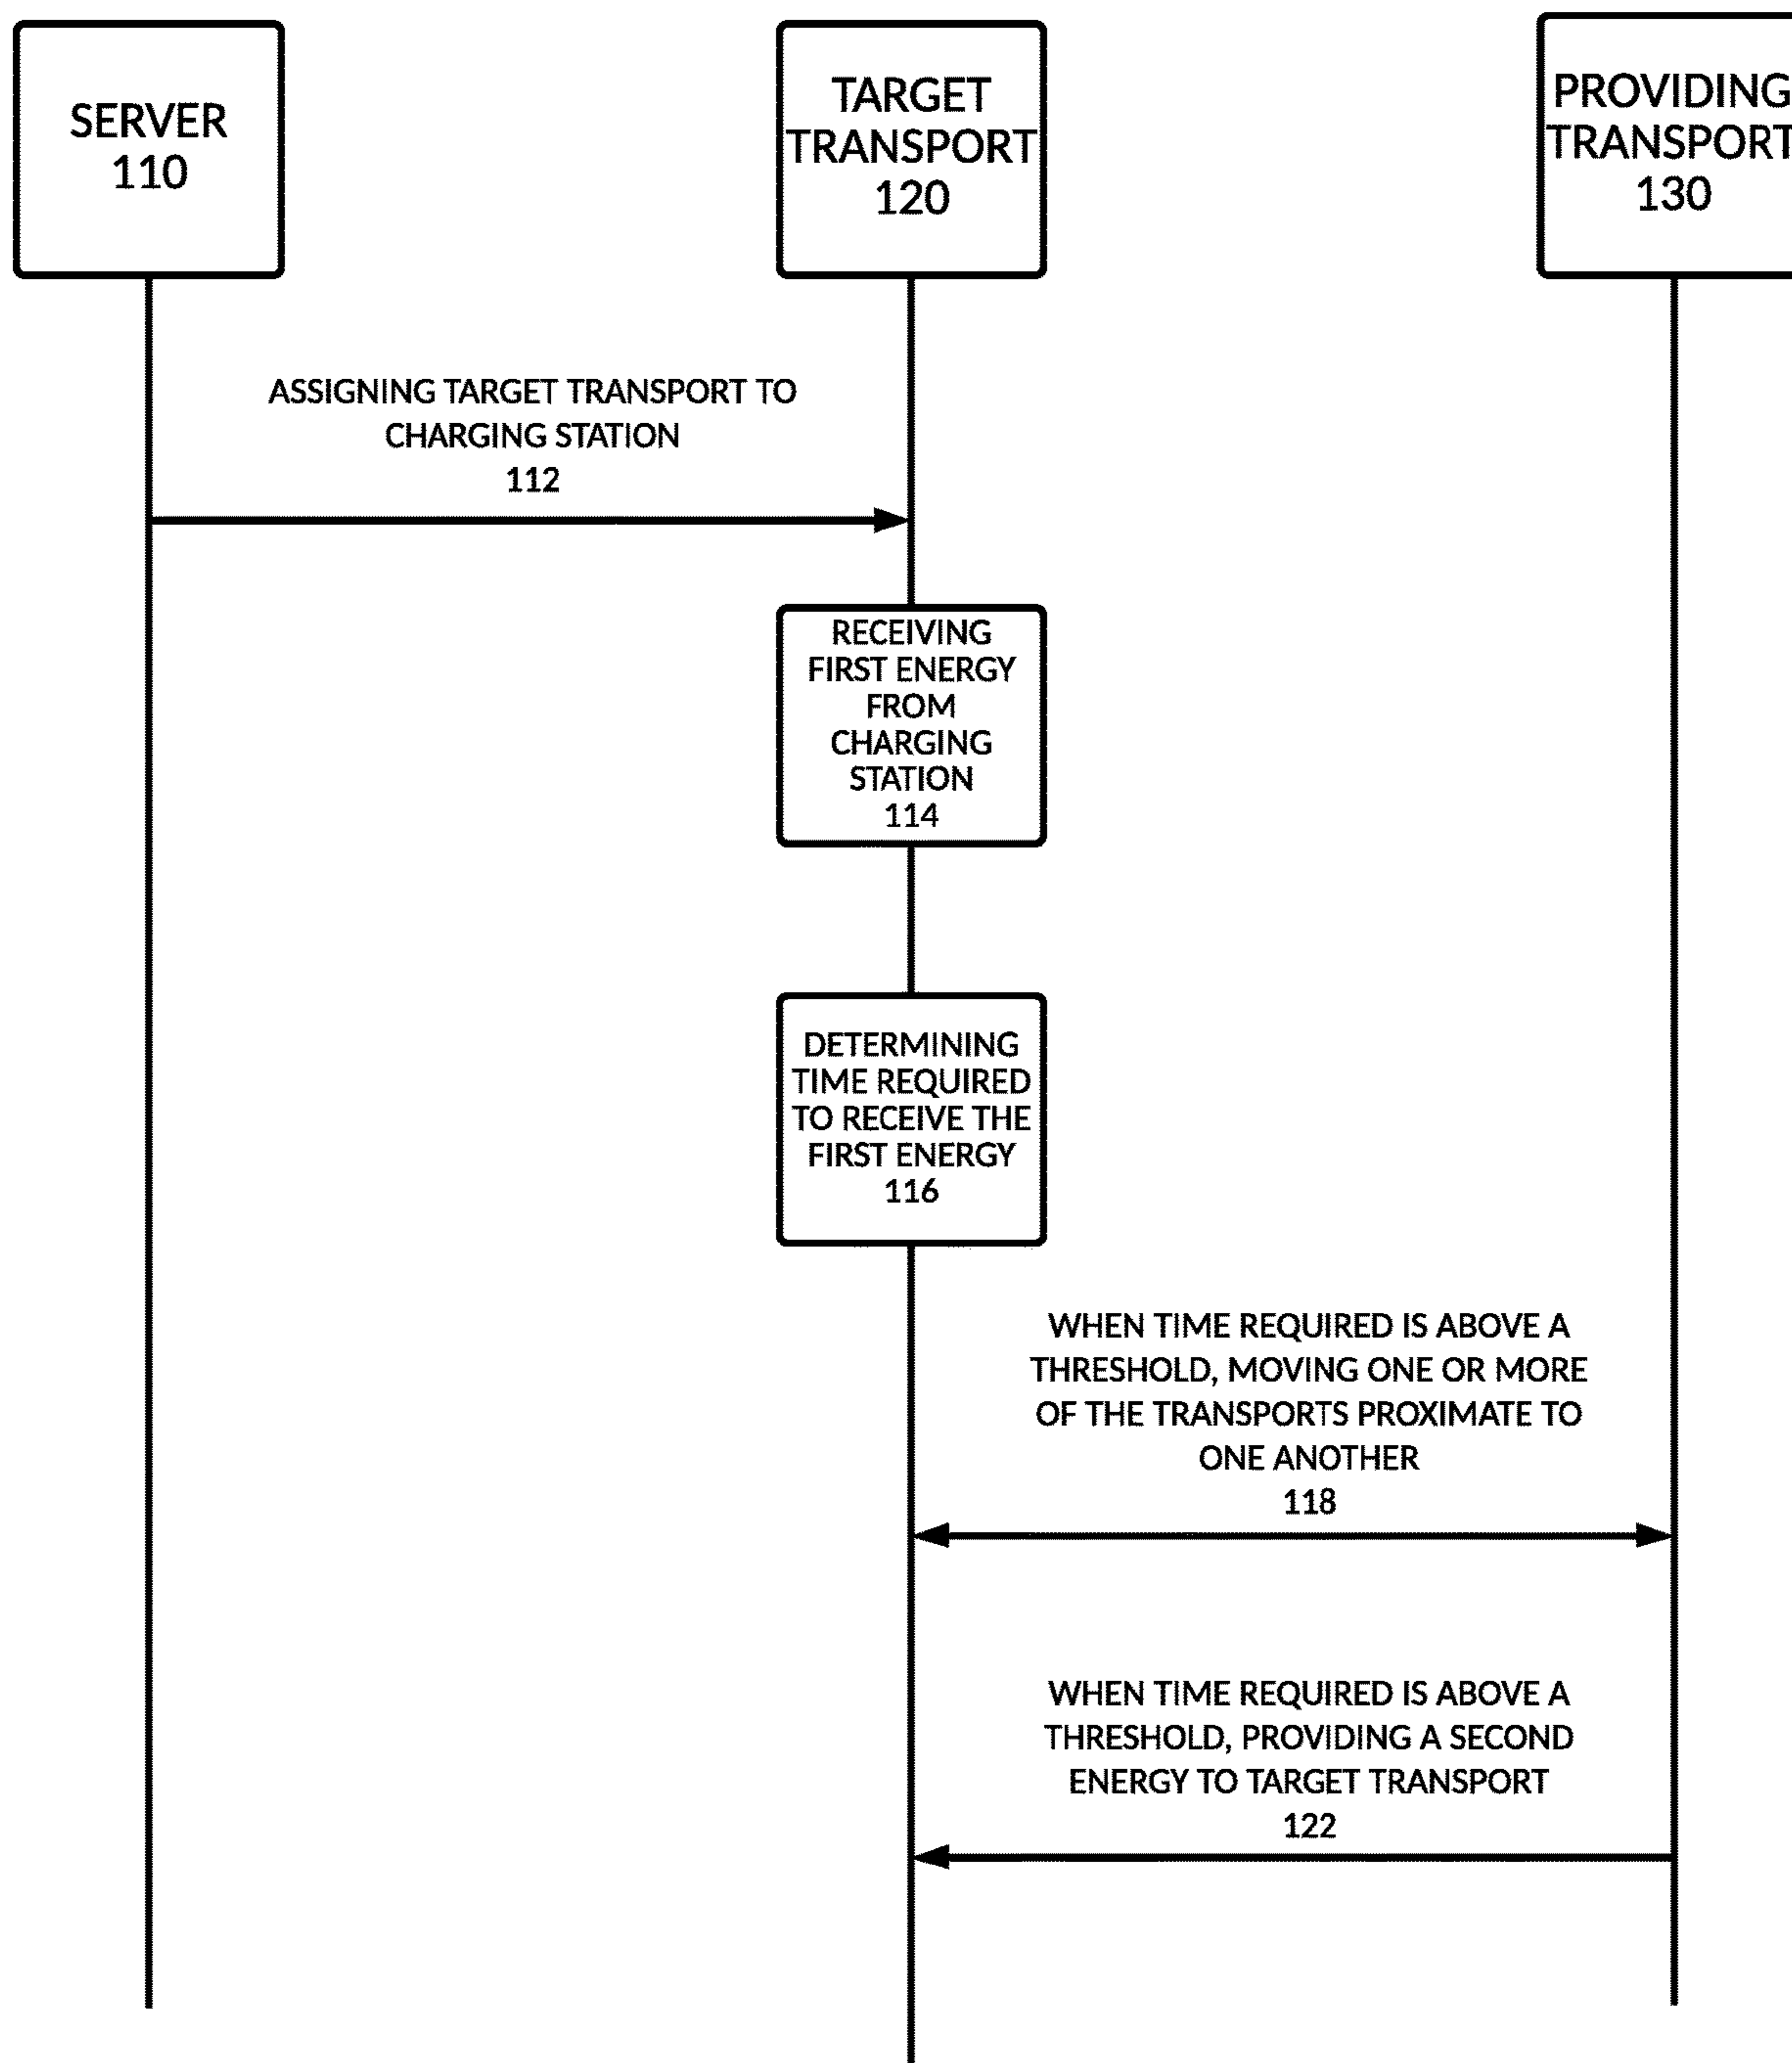 SERVER
110
TARGET
TRANSPORT
120
PROVIDING
TRANSPORT
130
ASSIGNING TARGET TRANSPORT TO
CHARGING STATION
112
RECEIVING
FIRST ENERGY
FROM
CHARGING
STATION
114
DETERMINING
TIME REQUIRED
TO RECEIVE THE
FIRST ENERGY
116
WHEN TIME REQUIRED IS ABOVE A
THRESHOLD, MOVING ONE OR MORE
OF THE TRANSPORTS PROXIMATE TO
ONE ANOTHER
118
WHEN TIME REQUIRED IS ABOVE A
THRESHOLD, PROVIDING A SECOND
ENERGY TO TARGET TRANSPORT
122